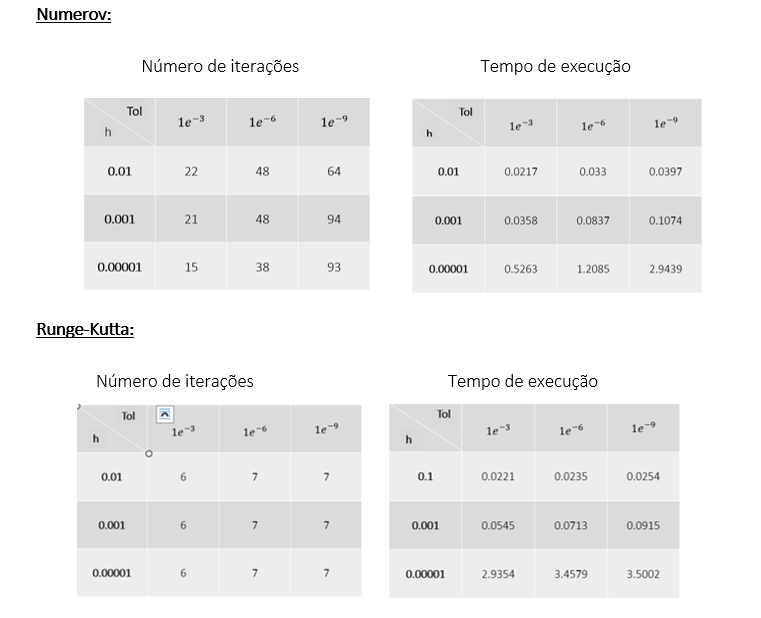 Numerov:
Número de iterações Tempo de execução
Tol 1e⁻³ 1e⁻⁶ 1e⁻⁹
h
0.01 22 48 64
0.001 21 48 94
0.00001 15 38 93
Tol 1e⁻³ 1e⁻⁶ 1e⁻⁹
h
0.01 0.0217 0.033 0.0397
0.001 0.0358 0.0837 0.1074
0.00001 0.5263 1.2085 2.9439
Runge-Kutta:
Número de iterações Tempo de execução
Tol 1e⁻³ 1e⁻⁶ 1e⁻⁹
h
0.01 6 7 7
0.001 6 7 7
0.00001 6 7 7
Tol 1e⁻³ 1e⁻⁶ 1e⁻⁹
h
0.1 0.0221 0.0235 0.0254
0.001 0.0545 0.0713 0.0915
0.00001 2.9354 3.4579 3.5002